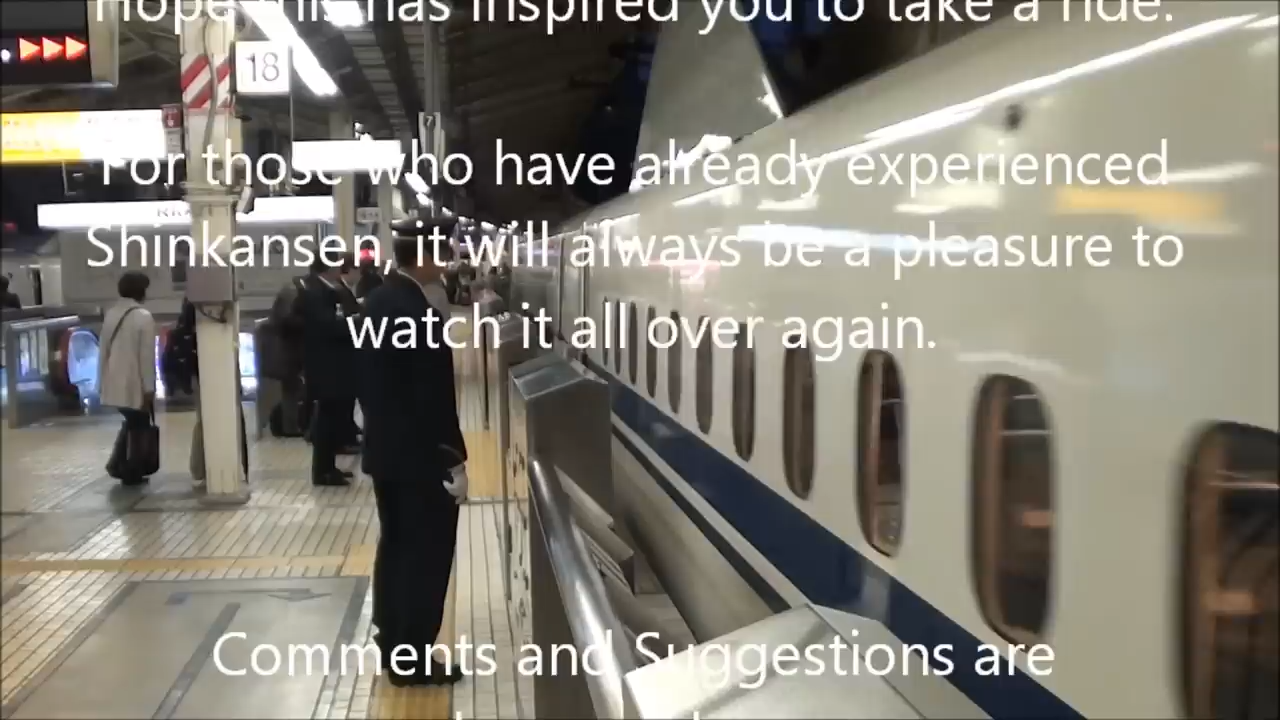 Hope this has inspired you to take a ride.
18
7
For those who have already experienced
Shinkansen, it will always be a pleasure to
watch it all over again.
Comments and Suggestions are